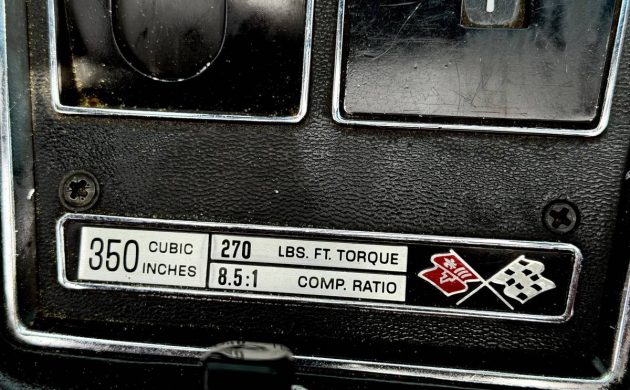 350 CUBIC INCHES
270 LBS. FT. TORQUE
8.5:1 COMP. RATIO